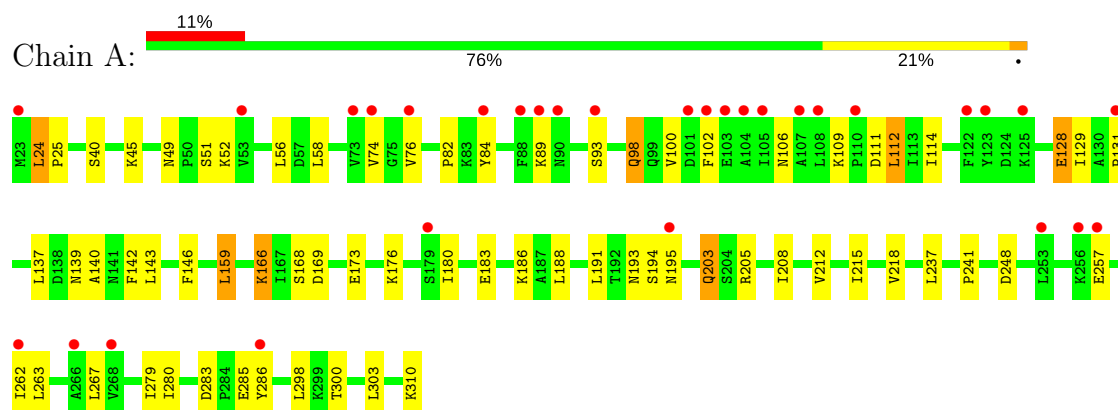 11%
Chain A:
76% 21% •
M23 L24 P25 S40 K45 N49 P50 S51 K52 V53 L56 D57 L58 V73 V74 G75 V76 P82 K83 Y84 F88 K89 N90 S93 Q98 Q99 V100 D101 F102 E103 A104 I105 N106 A107 L108 K109 P110 D111 L112 I113 I114 F122 Y123 D124 K125 E128 I129 A130
L137 D138 N139 A140 N141 F142 L143 F146 L159 K166 I167 S168 D169 E173 K176 S179 I180 E183 K186 A187 L188 L191 T192 N193 S194 N195 Q203 S204 R205 I208 V212 I215 V218 L237 P241 D248 L253 K256 E257
I262 L263 A266 L267 V268 I279 I280 D283 P284 E285 Y286 L298 K299 T300 L303 K310